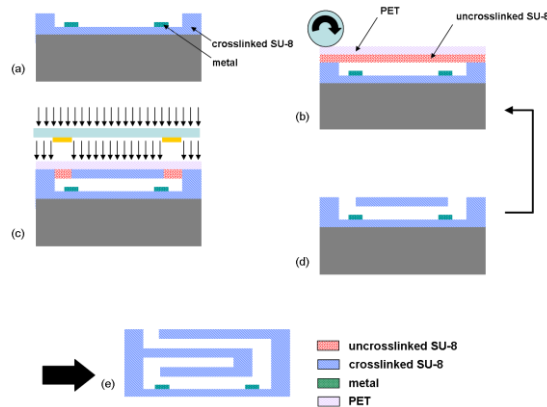 PET
uncrosslinked SU-8
crosslinked SU-8
metal
(a)
(b)
(c)
(d)
(e)
uncrosslinked SU-8
crosslinked SU-8
metal
PET